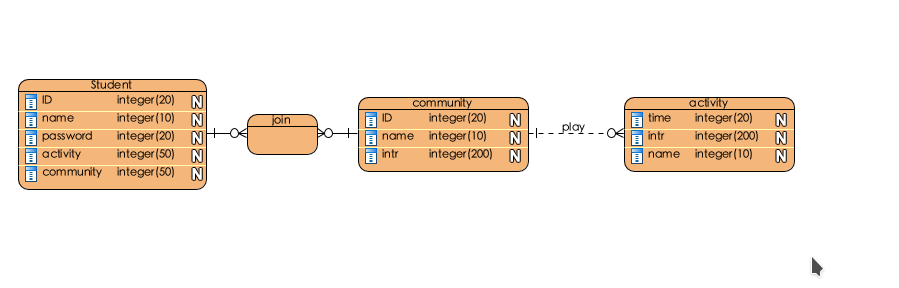 Student
ID integer(20) N
name integer(10) N
password integer(20) N
activity integer(50) N
community integer(50) N
join
community
ID integer(20) N
name integer(10) N
intr integer(200) N
play
activity
time integer(20) N
intr integer(200) N
name integer(10) N